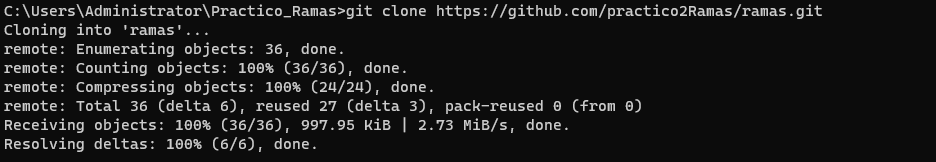 C:\Users\Administrator\Practico_Ramas>git clone https://github.com/practico2Ramas/ramas.git
Cloning into 'ramas'...
remote: Enumerating objects: 36, done.
remote: Counting objects: 100% (36/36), done.
remote: Compressing objects: 100% (24/24), done.
remote: Total 36 (delta 6), reused 27 (delta 3), pack-reused 0 (from 0)
Receiving objects: 100% (36/36), 997.95 KiB | 2.73 MiB/s, done.
Resolving deltas: 100% (6/6), done.